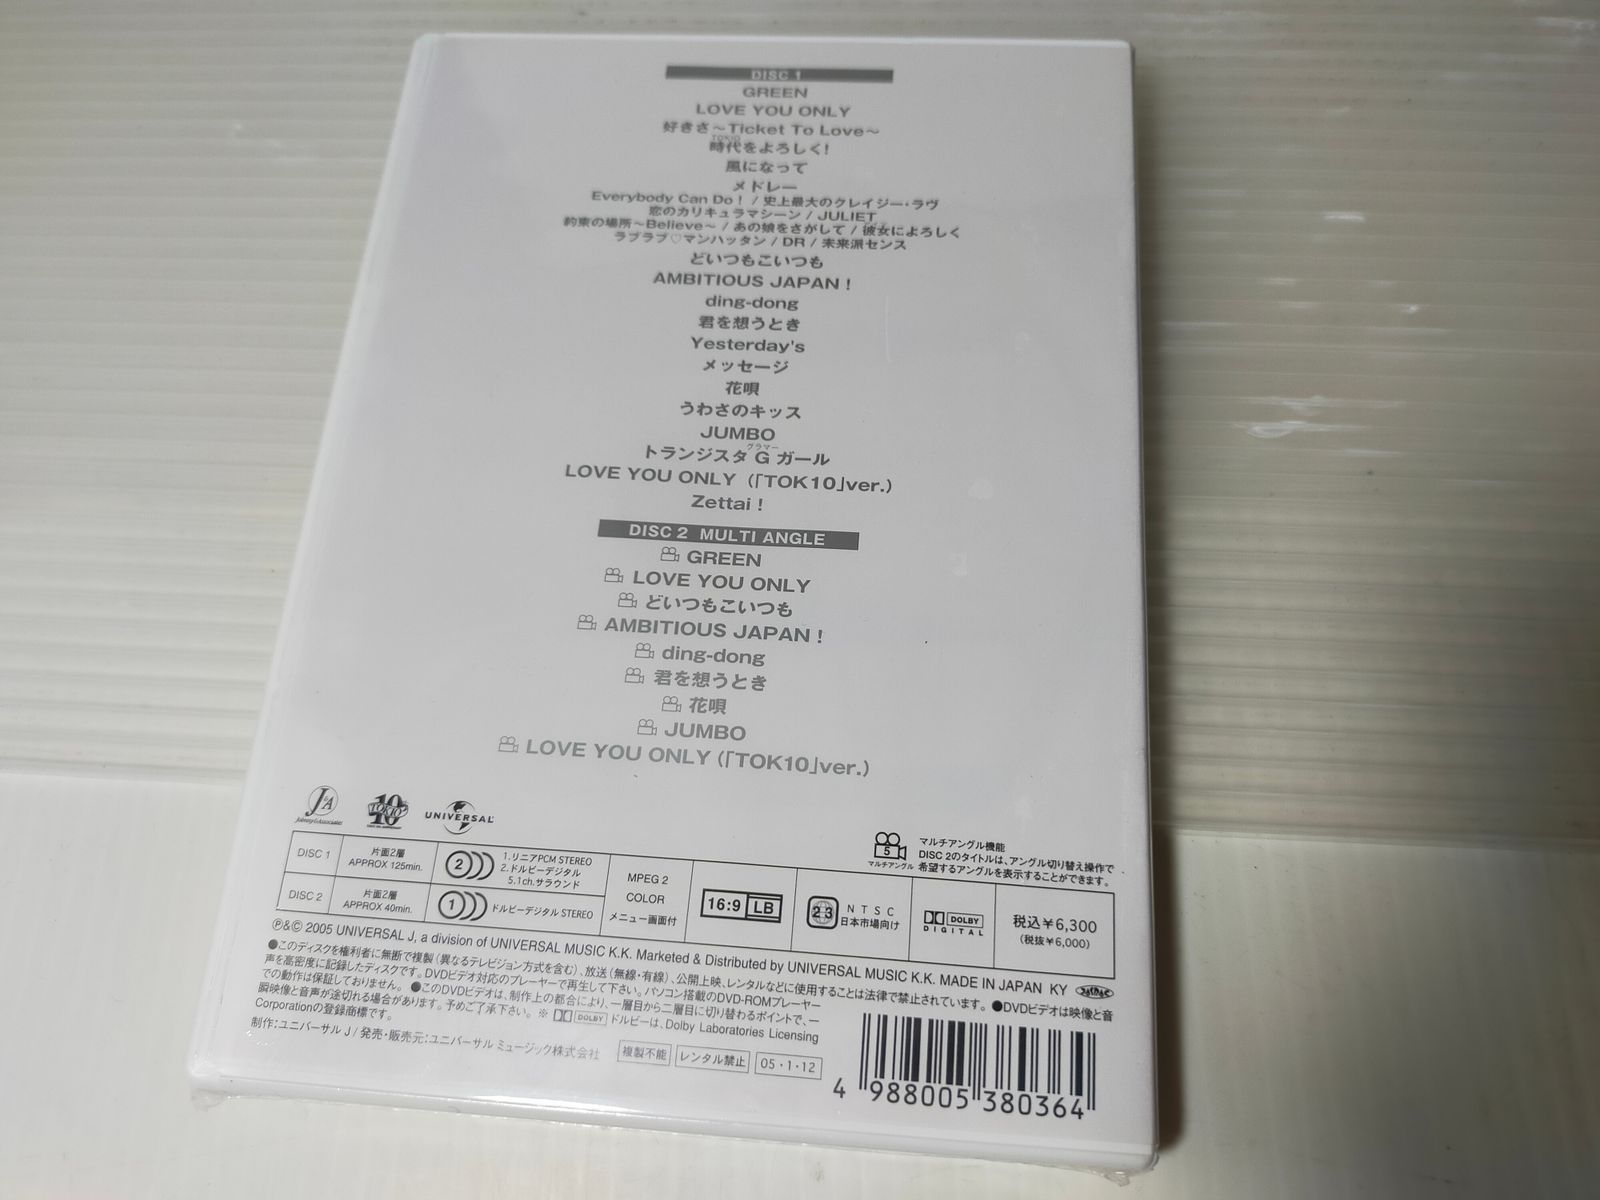 DISC 1
GREEN
LOVE YOU ONLY
好きさ～Ticket To Love～
TOKIO
時代をよろしく!
風になって
メドレー
Everybody Can Do! / 史上最大のクレイジー・ラヴ
恋のカリキュラマシーン / JULIET
約束の場所～Believe～ / あの娘をさがして / 彼女によろしく
ラブラブ♡マンハッタン / DR / 未来派センス
どいつもこいつも
AMBITIOUS JAPAN !
ding-dong
君を想うとき
Yesterday's
メッセージ
花唄
うわさのキッス
JUMBO
グラマー
トランジスタGガール
LOVE YOU ONLY (「TOK10」ver.)
Zettai !
DISC 2 MULTI ANGLE
GREEN
LOVE YOU ONLY
どいつもこいつも
AMBITIOUS JAPAN !
ding-dong
君を想うとき
花唄
JUMBO
LOVE YOU ONLY (「TOK10」ver.)
J&A
Johnny & Associates
10 TOKIO
UNIVERSAL
5
マルチアングル
マルチアングル機能
DISC 2のタイトルは、アングル切り替え操作で
希望するアングルを表示することができます。
DISC 1
片面2層
APPROX 125min.
2
1.リニアPCM STEREO
2.ドルビーデジタル
5.1ch.サラウンド
DISC 2
片面2層
APPROX 40min.
1
ドルビーデジタル STEREO
MPEG 2
COLOR
メニュー画面付
16:9 LB
2 3
NTSC
日本市場向け
DOLBY
DIGITAL
税込¥6,300
(税抜¥6,000)
Ⓟ&© 2005 UNIVERSAL J, a division of UNIVERSAL MUSIC K.K. Marketed & Distributed by UNIVERSAL MUSIC K.K. MADE IN JAPAN KY
●このディスクを権利者に無断で複製(異なるテレビジョン方式を含む)、放送(無線・有線)、公開上映、レンタルなどに使用することは法律で禁止されています。●DVDビデオは映像と音
声を高密度に記録したディスクです。DVDビデオ対応のプレーヤーで再生して下さい。パソコン搭載のDVD-ROMプレーヤー
での動作は保証しておりません。●このDVDビデオは、制作上の都合により、一層目から二層目に切り替わるポイントで、一
瞬映像と音声が途切れる場合があります。予めご了承下さい。※DOLBY ドルビーは、Dolby Laboratories Licensing
Corporationの登録商標です。
制作:ユニバーサル J / 発売・販売元:ユニバーサル ミュージック株式会社
複製不能
レンタル禁止
05・1・12
4 988005 380364